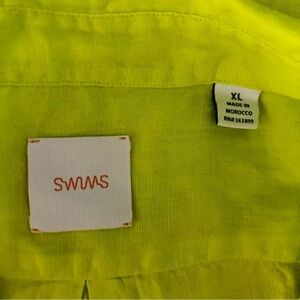 XL
MADE IN
MOROCCO
RN# 161899
SWIMS